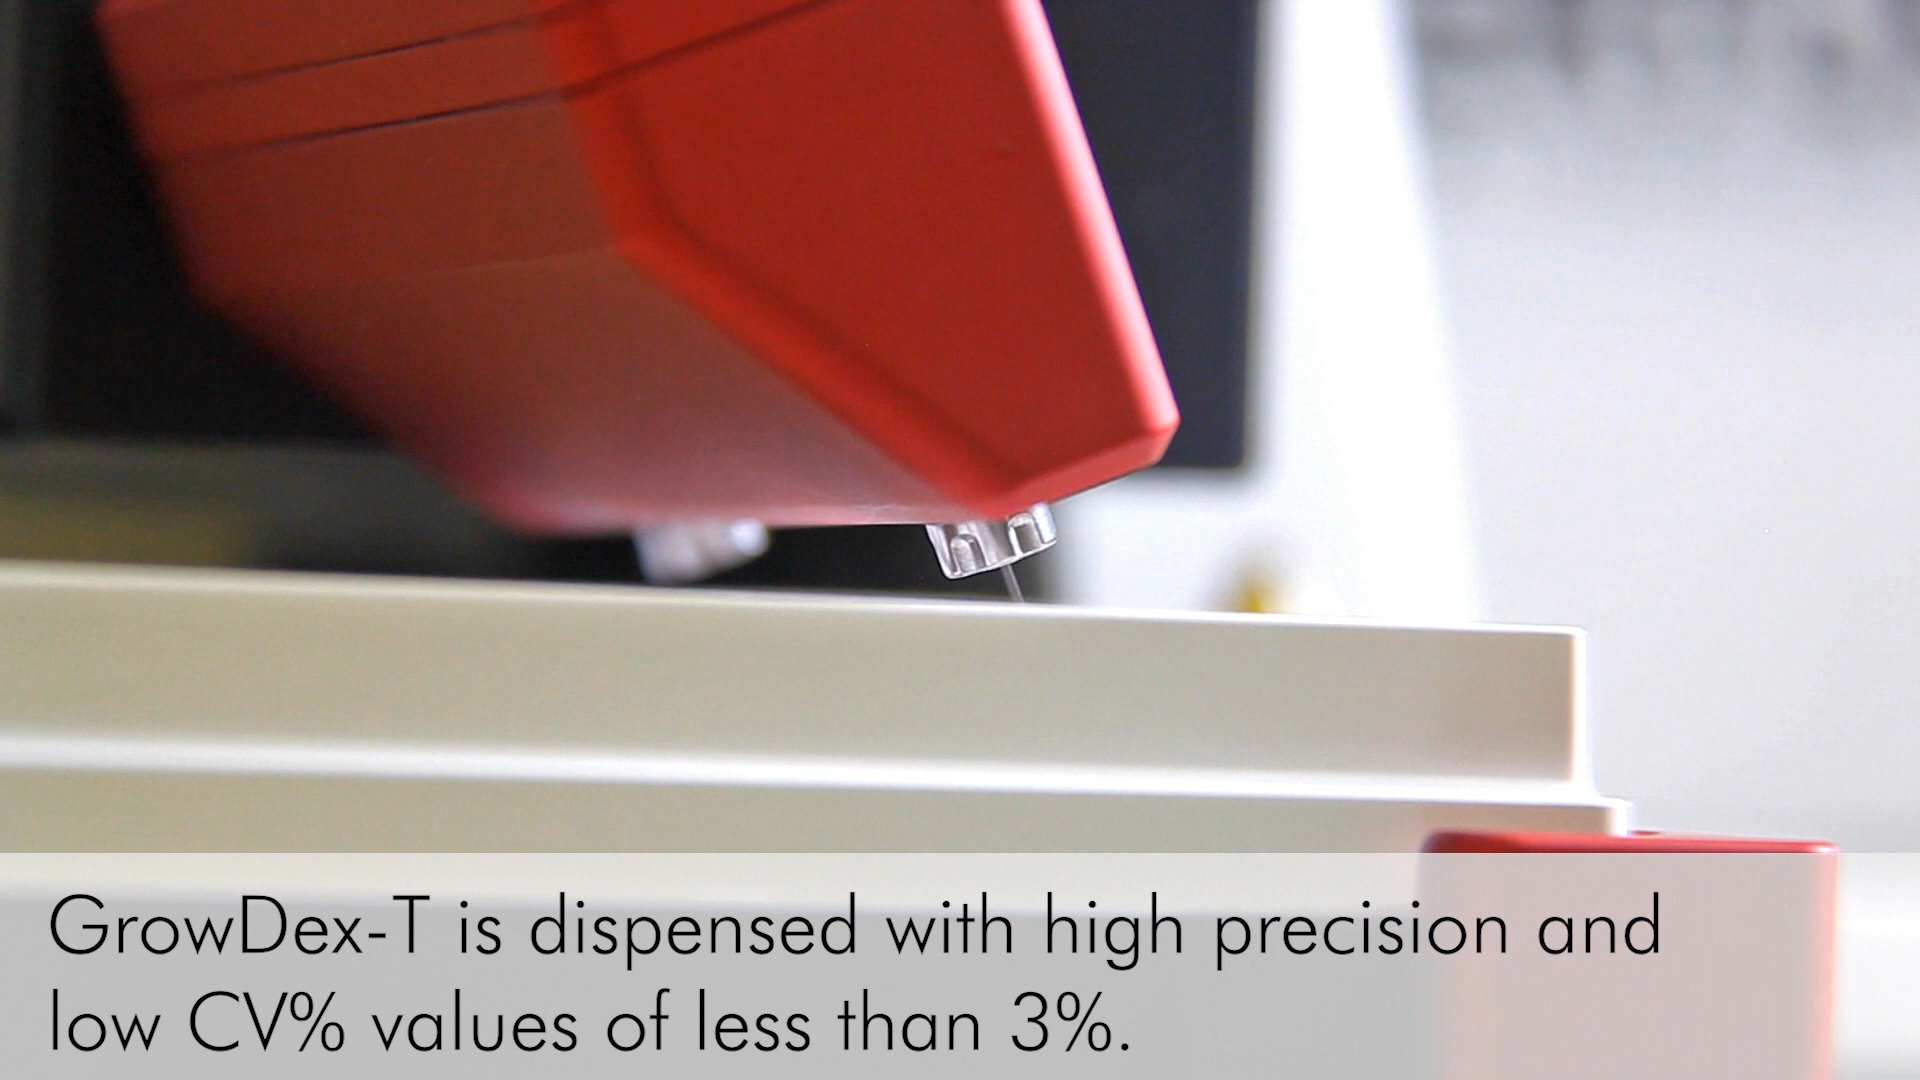 GrowDex-T is dispensed with high precision and
low CV% values of less than 3%.